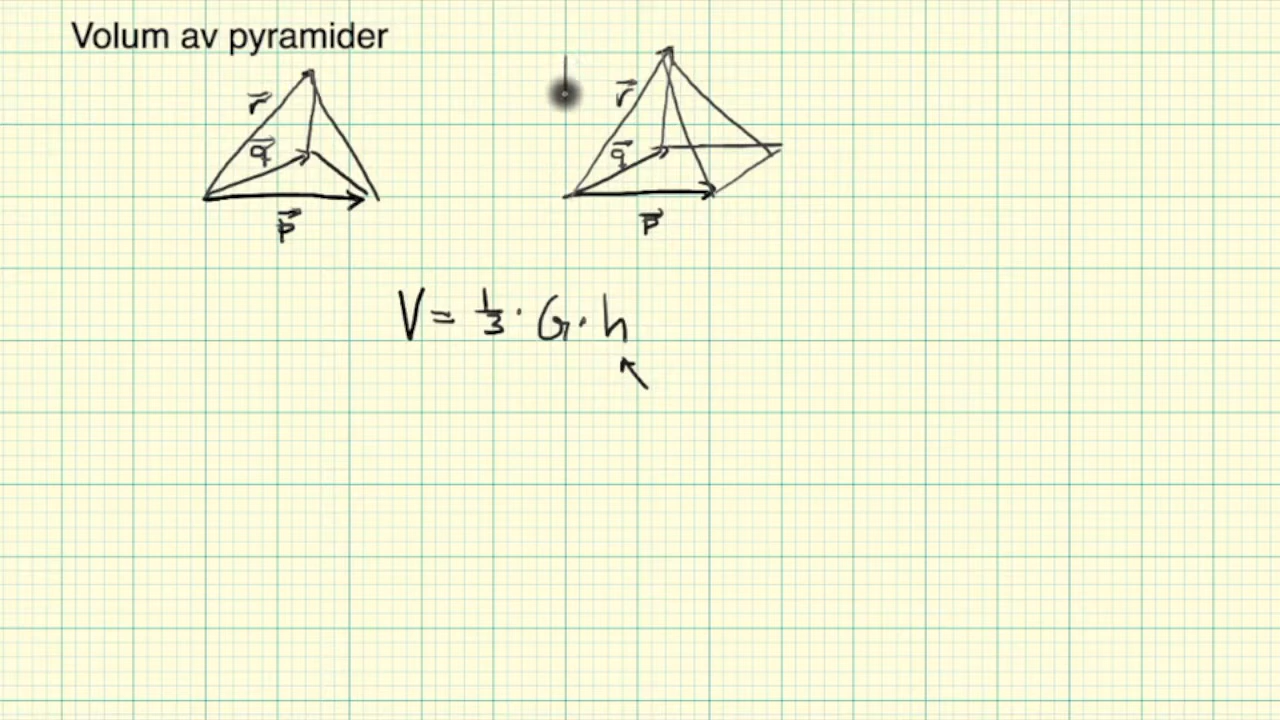 Volum av pyramider
r⃗
q⃗
p⃗
r⃗
q⃗
p⃗
V = 1/3 · G · h